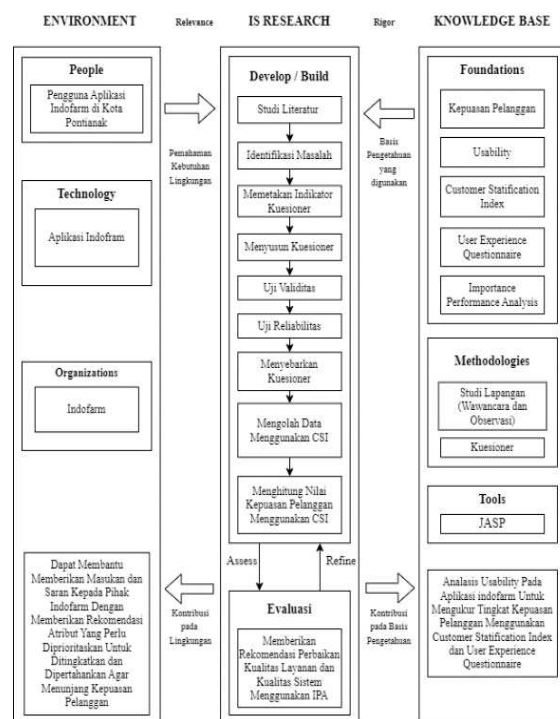 ENVIRONMENT
Relevance
IS RESEARCH
Rigor
KNOWLEDGE BASE
People
Pengguna Aplikasi
Indofarm di Kota
Pontianak
Technology
Aplikasi Indofram
Organizations
Indofarm
Dapat Membantu
Memberikan Masukan dan
Saran Kepada Pihak
Indofarm Dengan
Memberikan Rekomendasi
Atribut Yang Perlu
Diprioritaskan Untuk
Ditingkatkan dan
Dipertahankan Agar
Menunjang Kepuasan
Pelanggan
Pemahaman
Kebutuhan
Lingkungan
Kontribusi
pada
Lingkungan
Develop / Build
Studi Literatur
Identifikasi Masalah
Memetakan Indikator
Kuesioner
Menyusun Kuesioner
Uji Validitas
Uji Reliabilitas
Menyebarkan
Kuesioner
Mengolah Data
Menggunakan CSI
Menghitung Nilai
Kepuasan Pelanggan
Menggunakan CSI
Assess
Refine
Evaluasi
Memberikan
Rekomendasi Perbaikan
Kualitas Layanan dan
Kualitas Sistem
Menggunakan IPA
Basis
Pengetahuan
yang
digunakan
Kontribusi
pada Basis
Pengetahuan
Foundations
Kepuasan Pelanggan
Usability
Customer Statification
Index
User Experience
Questionnaire
Importance
Performance Analysis
Methodologies
Studi Lapangan
(Wawancara dan
Observasi)
Kuesioner
Tools
JASP
Analasis Usability Pada
Aplikasi indofarm Untuk
Mengukur Tingkat Kepuasan
Pelanggan Menggunakan
Customer Statification Index
dan User Experience
Questionnaire